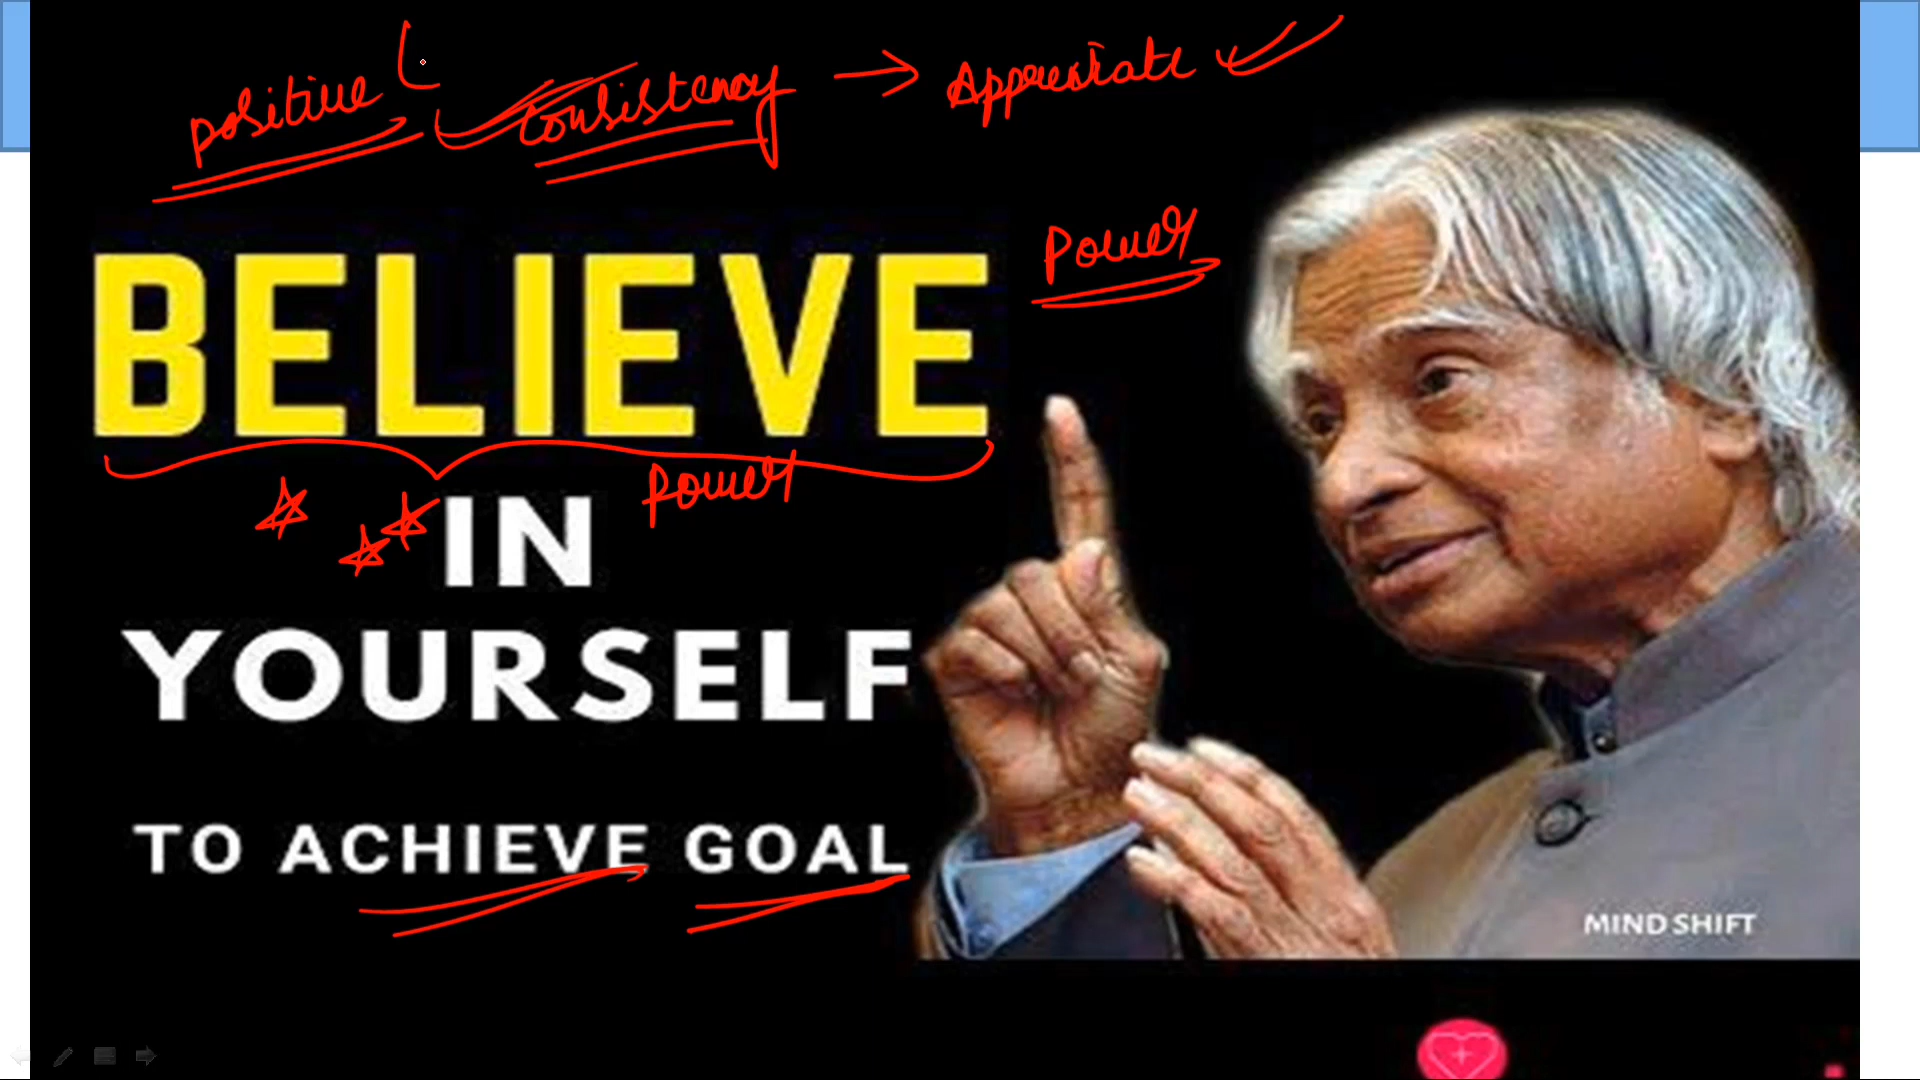 positive Consistency → Appreciate
Power
BELIEVE
Power
IN
YOURSELF
TO ACHIEVE GOAL
MIND SHIFT